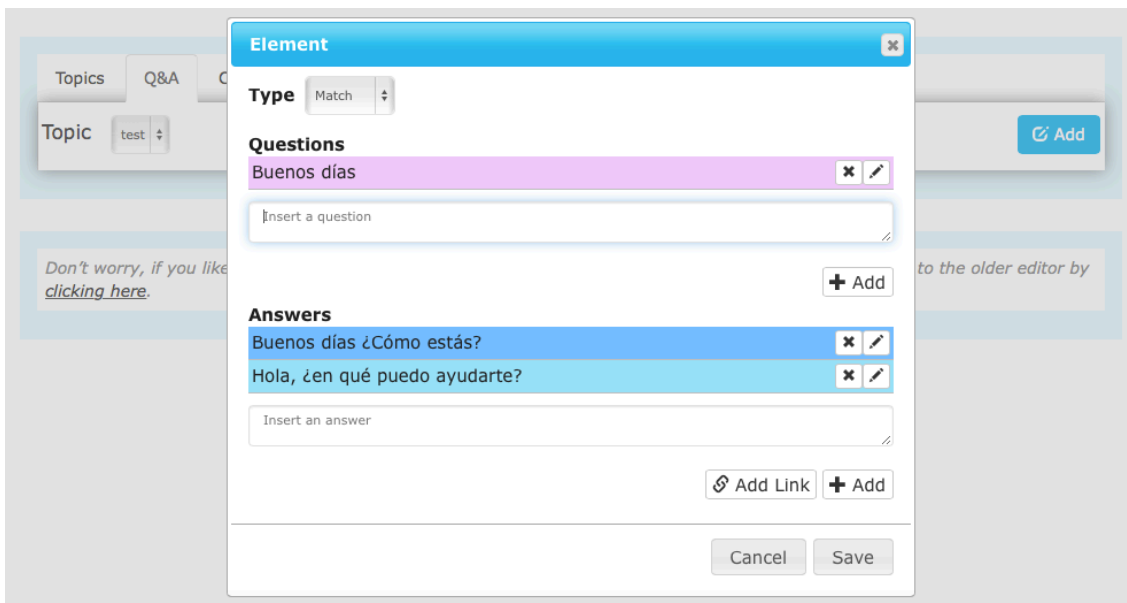 Element
Topics Q&A C
Type Match
Topic test
Add
Questions
Buenos días
Insert a question
Don't worry, if you like to the older editor by
clicking here.
Add
Answers
Buenos días ¿Cómo estás?
Hola, ¿en qué puedo ayudarte?
Insert an answer
Add Link Add
Cancel Save